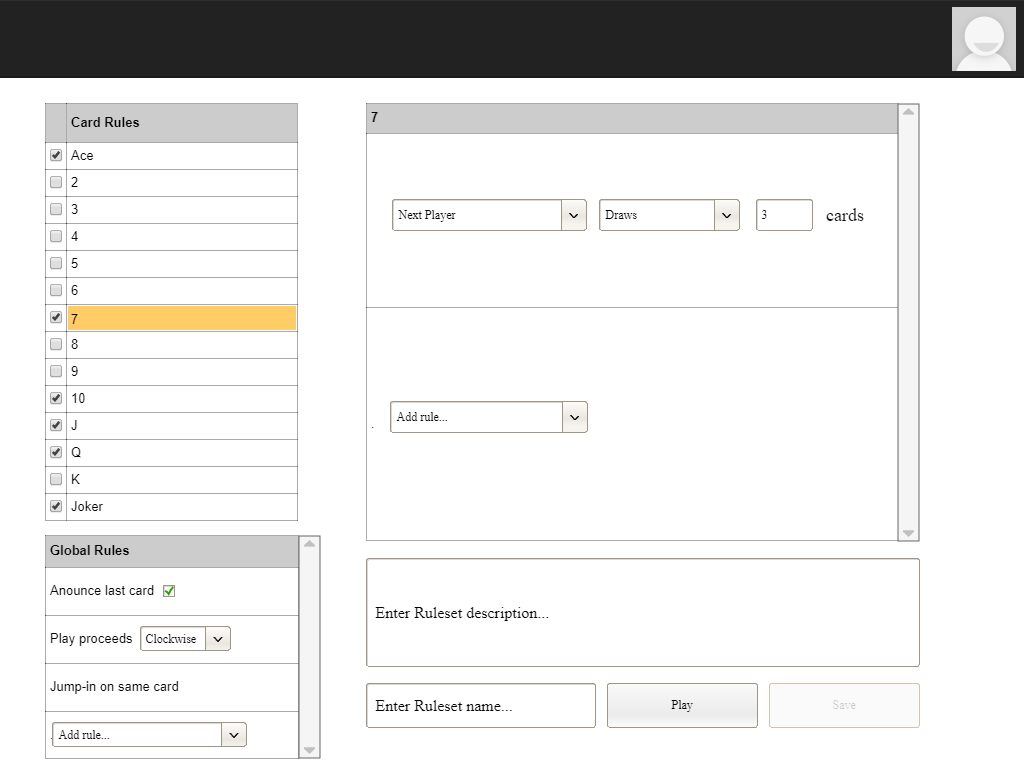 Card Rules
Ace
2
3
4
5
6
7
8
9
10
J
Q
K
Joker
Global Rules
Anounce last card
Play proceeds Clockwise
Jump-in on same card
Add rule...
7
Next Player Draws 3 cards
. Add rule...
Enter Ruleset description...
Enter Ruleset name... Play Save